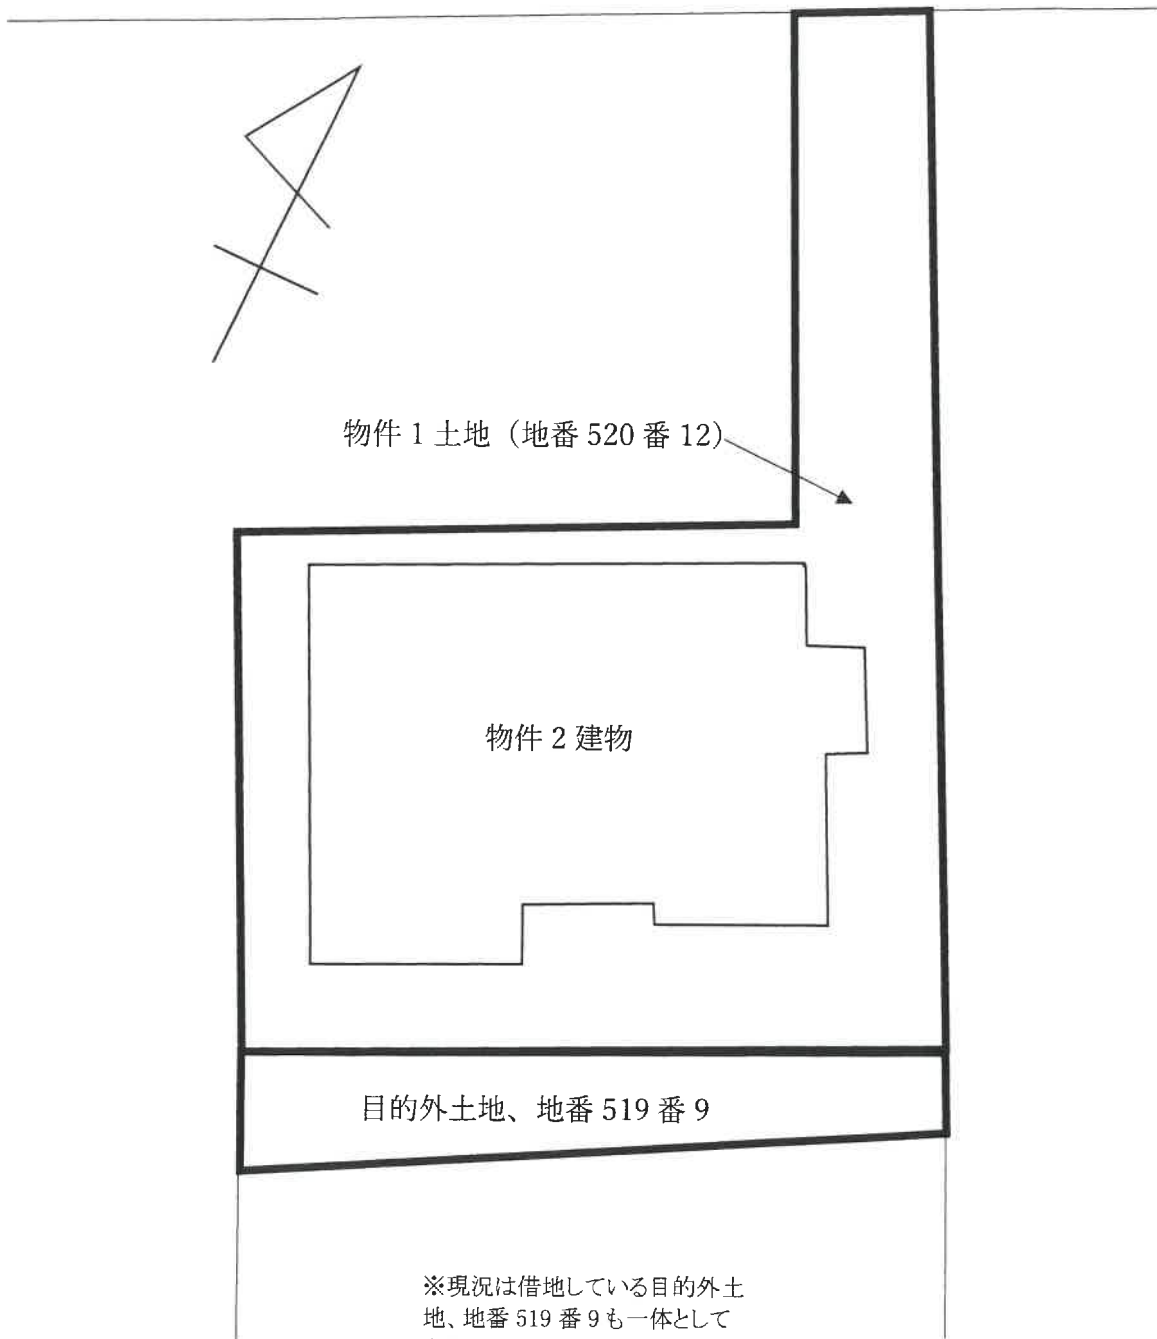 物件 1 土地（地番 520 番 12）
物件 2 建物
目的外土地、地番 519 番 9
※現況は借地している目的外土
地、地番 519 番 9 も一体として